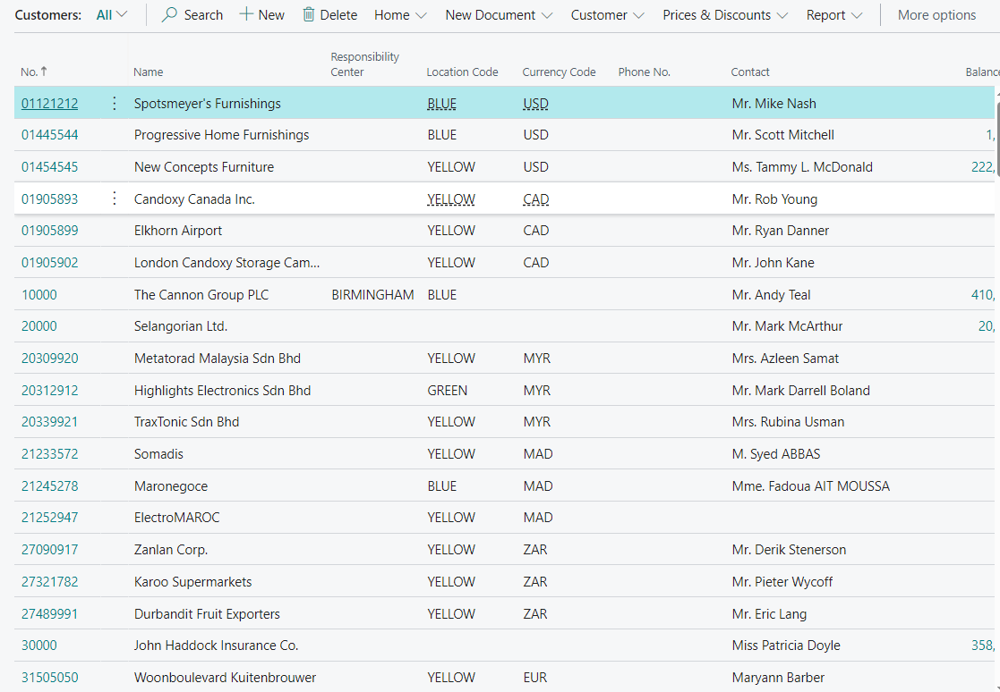 Customers: All Search New Delete Home New Document Customer Prices & Discounts Report More options
No. ↑ Name Responsibility Center Location Code Currency Code Phone No. Contact Balance
01121212 Spotsmeyer's Furnishings BLUE USD Mr. Mike Nash
01445544 Progressive Home Furnishings BLUE USD Mr. Scott Mitchell 1,
01454545 New Concepts Furniture YELLOW USD Ms. Tammy L. McDonald 222,
01905893 Candoxy Canada Inc. YELLOW CAD Mr. Rob Young
01905899 Elkhorn Airport YELLOW CAD Mr. Ryan Danner
01905902 London Candoxy Storage Cam... YELLOW CAD Mr. John Kane
10000 The Cannon Group PLC BIRMINGHAM BLUE Mr. Andy Teal 410,
20000 Selangorian Ltd. Mr. Mark McArthur 20,
20309920 Metatorad Malaysia Sdn Bhd YELLOW MYR Mrs. Azleen Samat
20312912 Highlights Electronics Sdn Bhd GREEN MYR Mr. Mark Darrell Boland
20339921 TraxTonic Sdn Bhd YELLOW MYR Mrs. Rubina Usman
21233572 Somadis YELLOW MAD M. Syed ABBAS
21245278 Maronegoce BLUE MAD Mme. Fadoua AIT MOUSSA
21252947 ElectroMAROC YELLOW MAD
27090917 Zanlan Corp. YELLOW ZAR Mr. Derik Stenerson
27321782 Karoo Supermarkets YELLOW ZAR Mr. Pieter Wycoff
27489991 Durbandit Fruit Exporters YELLOW ZAR Mr. Eric Lang
30000 John Haddock Insurance Co. Miss Patricia Doyle 358,
31505050 Woonboulevard Kuitenbrouwer YELLOW EUR Maryann Barber